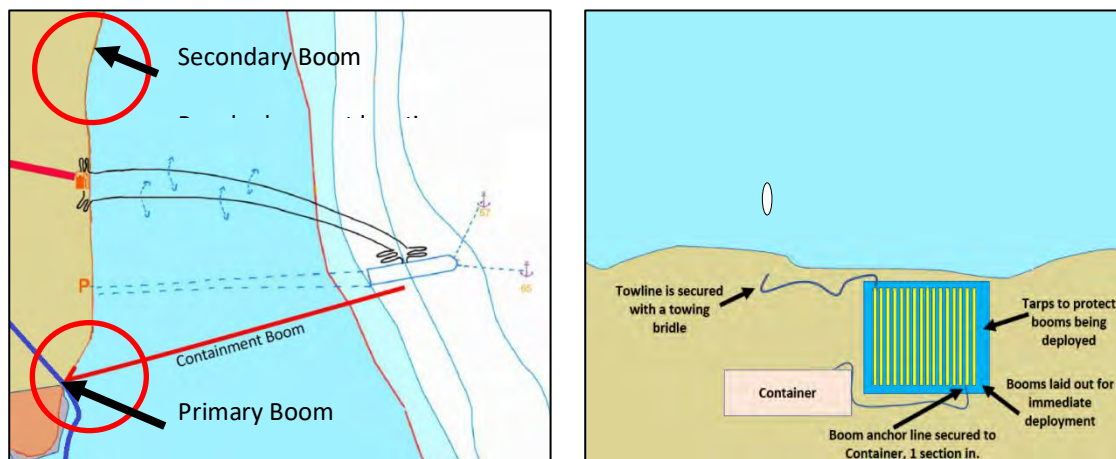 Secondary Boom
P
57
65
Containment Boom
Primary Boom
Towline is secured
with a towing
bridle
Tarps to protect
booms being
deployed
Container
Booms laid out for
immediate
deployment
Boom anchor line secured to
Container, 1 section in.